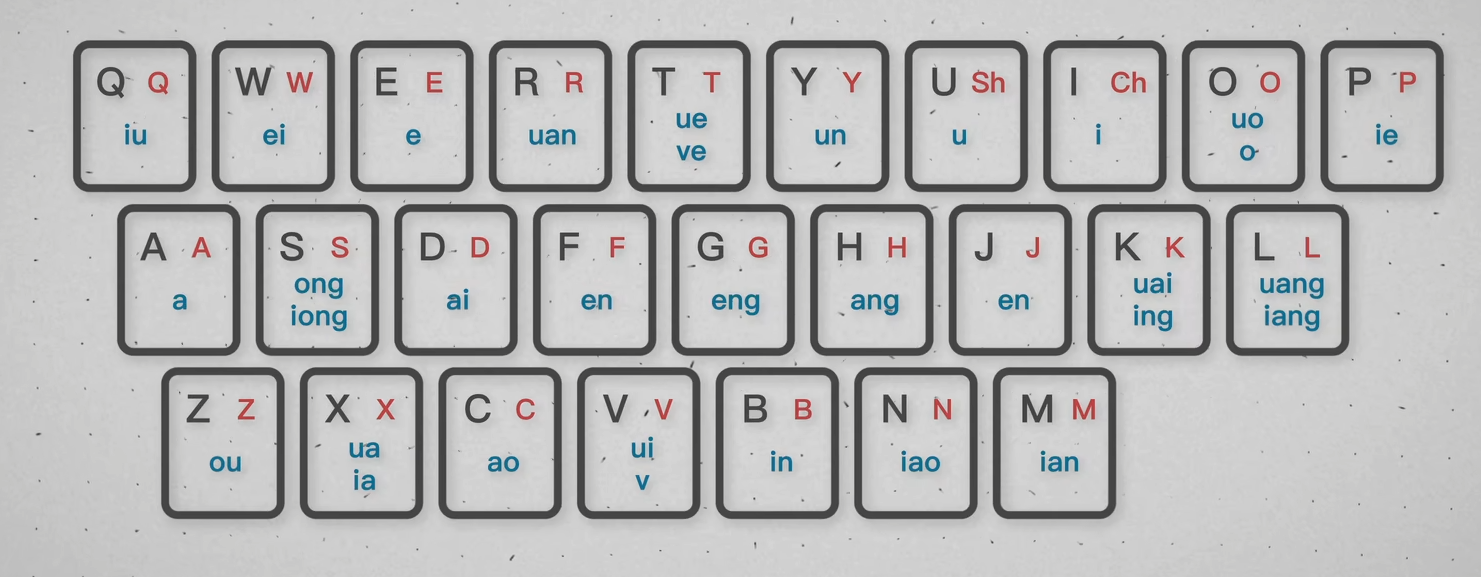 Q Q W W E E R R T T Y Y U Sh I Ch O O P P
iu ei e uan ue ve un u i uo o ie
A A S S D D F F G G H H J J K K L L
a ong iong ai en eng ang en uai ing uang iang
Z Z X X C C V V B B N N M M
ou ua ia ao ui v in iao ian